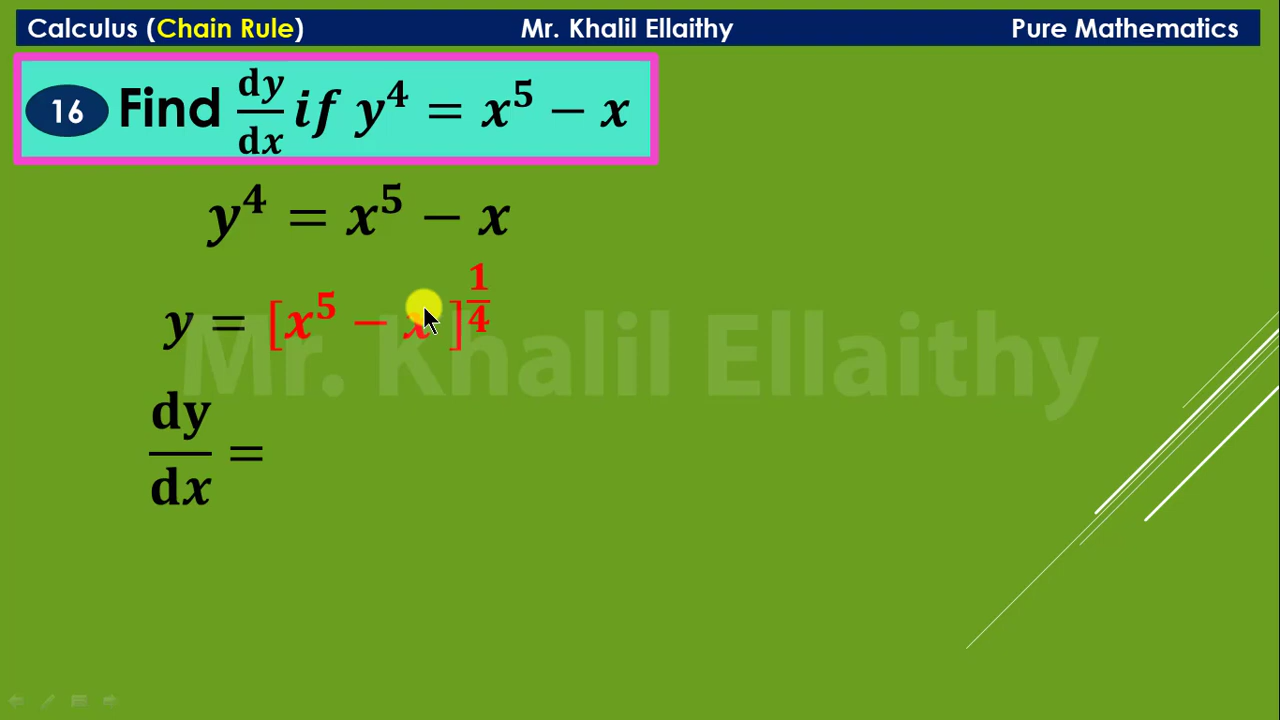 Calculus (Chain Rule) Mr. Khalil Ellaithy Pure Mathematics
16 Find dy/dx if y⁴ = x⁵ − x
y⁴ = x⁵ − x
y = [x⁵ − x]^(1/4)
Mr. Khalil Ellaithy
dy/dx =